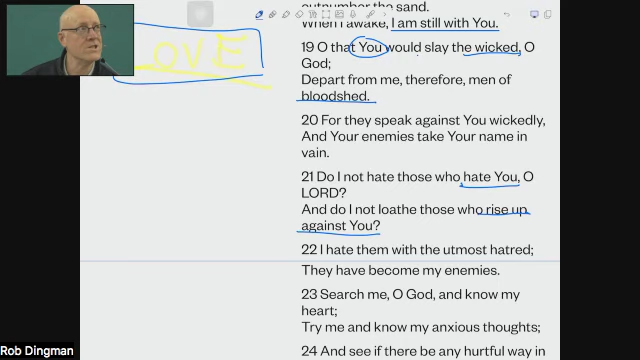 outnumber the sand.
When I awake, I am still with You.
LOVE
19 O that You would slay the wicked, O
God;
Depart from me, therefore, men of
bloodshed.
20 For they speak against You wickedly,
And Your enemies take Your name in
vain.
21 Do I not hate those who hate You, O
LORD?
And do I not loathe those who rise up
against You?
22 I hate them with the utmost hatred;
They have become my enemies.
23 Search me, O God, and know my
heart;
Try me and know my anxious thoughts;
24 And see if there be any hurtful way in
Rob Dingman